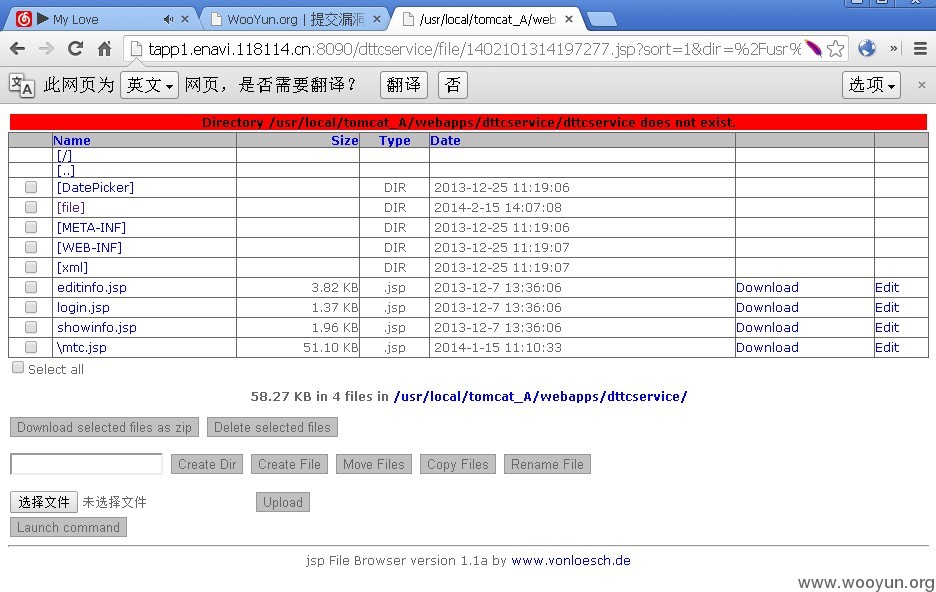 My Love
WooYun.org | 提交漏洞
/usr/local/tomcat_A/web
tapp1.enavi.118114.cn:8090/dttcservice/file/1402101314197277.jsp?sort=1&dir=%2Fusr%
此网页为 英文 网页，是否需要翻译？ 翻译 否 选项
Directory /usr/local/tomcat_A/webapps/dttcservice/dttcservice does not exist.
Name Size Type Date
[/]
[..]
[DatePicker] DIR 2013-12-25 11:19:06
[file] DIR 2014-2-15 14:07:08
[META-INF] DIR 2013-12-25 11:19:06
[WEB-INF] DIR 2013-12-25 11:19:07
[xml] DIR 2013-12-25 11:19:07
editinfo.jsp 3.82 KB .jsp 2013-12-7 13:36:06 Download Edit
login.jsp 1.37 KB .jsp 2013-12-7 13:36:06 Download Edit
showinfo.jsp 1.96 KB .jsp 2013-12-7 13:36:06 Download Edit
\mtc.jsp 51.10 KB .jsp 2014-1-15 11:10:33 Download Edit
Select all
58.27 KB in 4 files in /usr/local/tomcat_A/webapps/dttcservice/
Download selected files as zip Delete selected files
Create Dir Create File Move Files Copy Files Rename File
选择文件 未选择文件 Upload
Launch command
jsp File Browser version 1.1a by www.vonloesch.de
www.wooyun.org